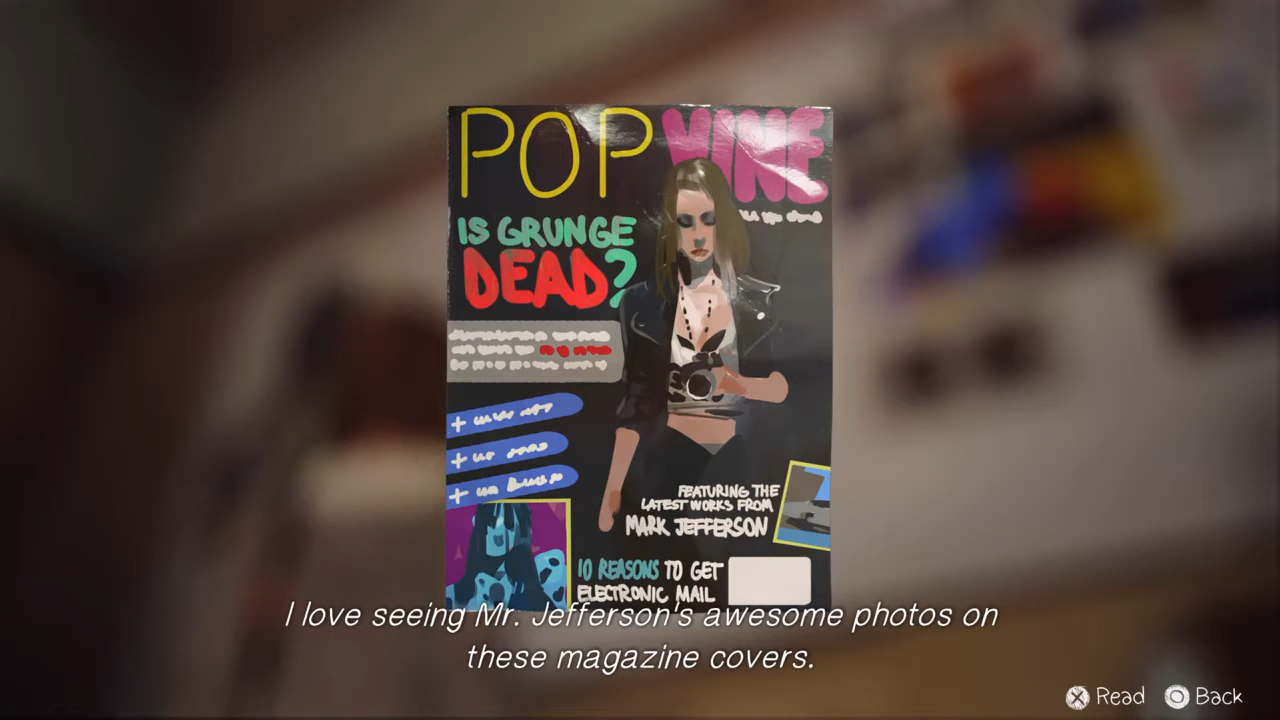 POP VINE
IS GRUNGE
DEAD?
FEATURING THE
LATEST WORKS FROM
MARK JEFFERSON
10 REASONS TO GET
ELECTRONIC MAIL
I love seeing Mr. Jefferson's awesome photos on
these magazine covers.
Read Back